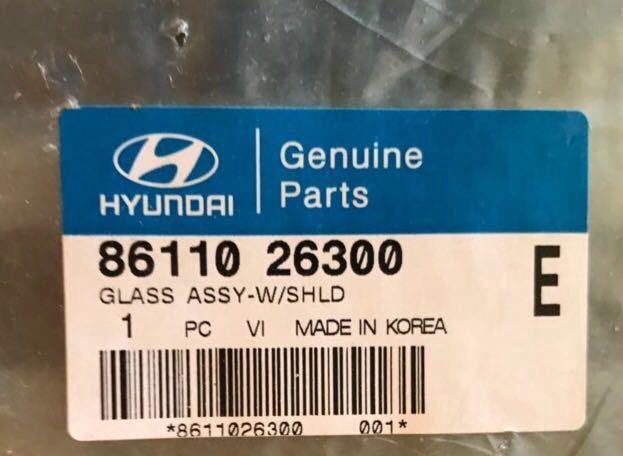 HYUNDAI
Genuine
Parts
86110 26300
E
GLASS ASSY-W/SHLD
1 PC VI MADE IN KOREA
*8611026300 001*